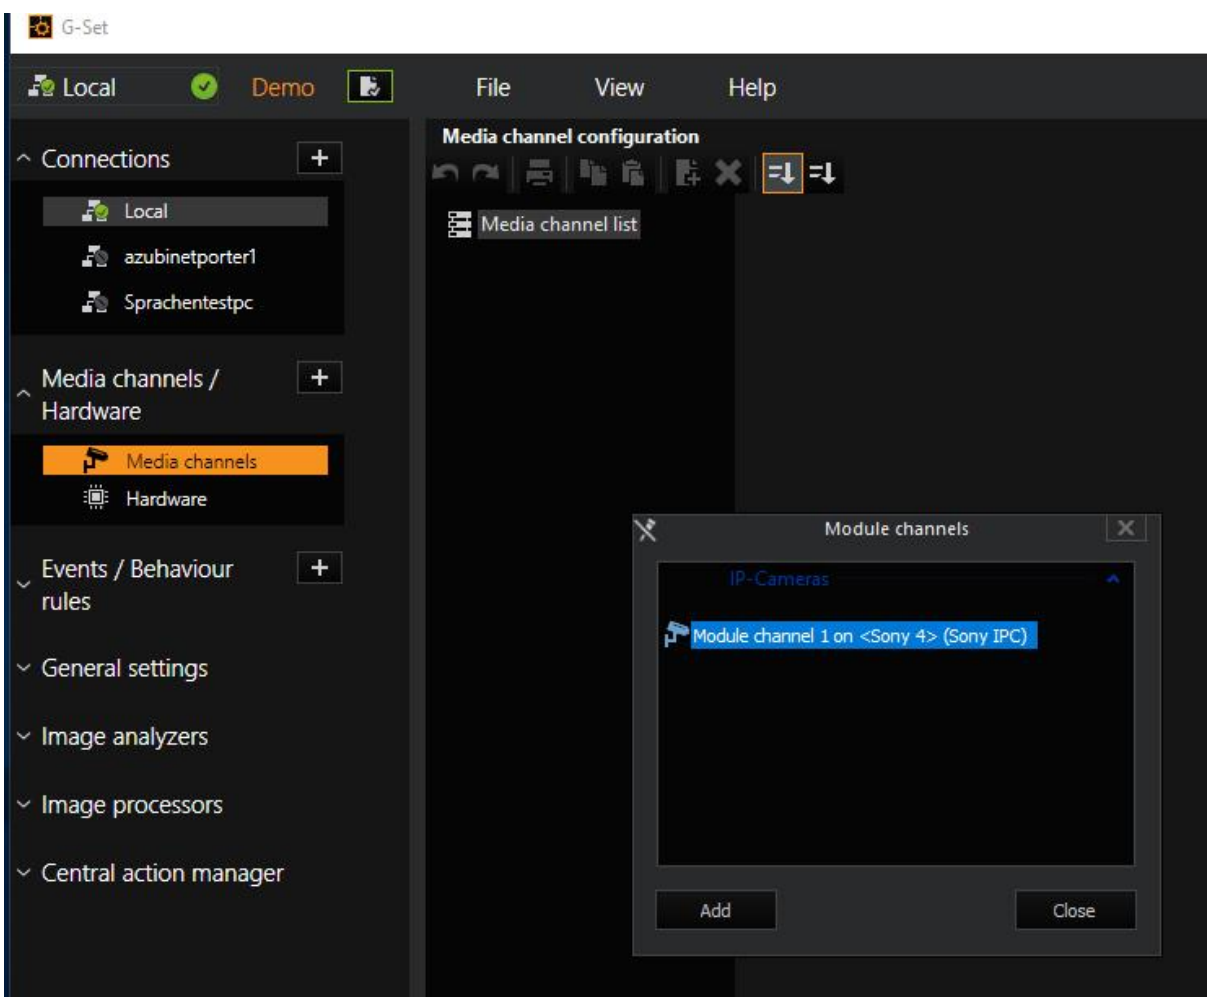 G-Set
Local
Demo
File
View
Help
Connections
Local
azubinetporter1
Sprachentestpc
Media channels /
Hardware
Media channels
Hardware
Events / Behaviour
rules
General settings
Image analyzers
Image processors
Central action manager
Media channel configuration
Media channel list
Module channels
IP-Cameras
Module channel 1 on <Sony 4> (Sony IPC)
Add
Close